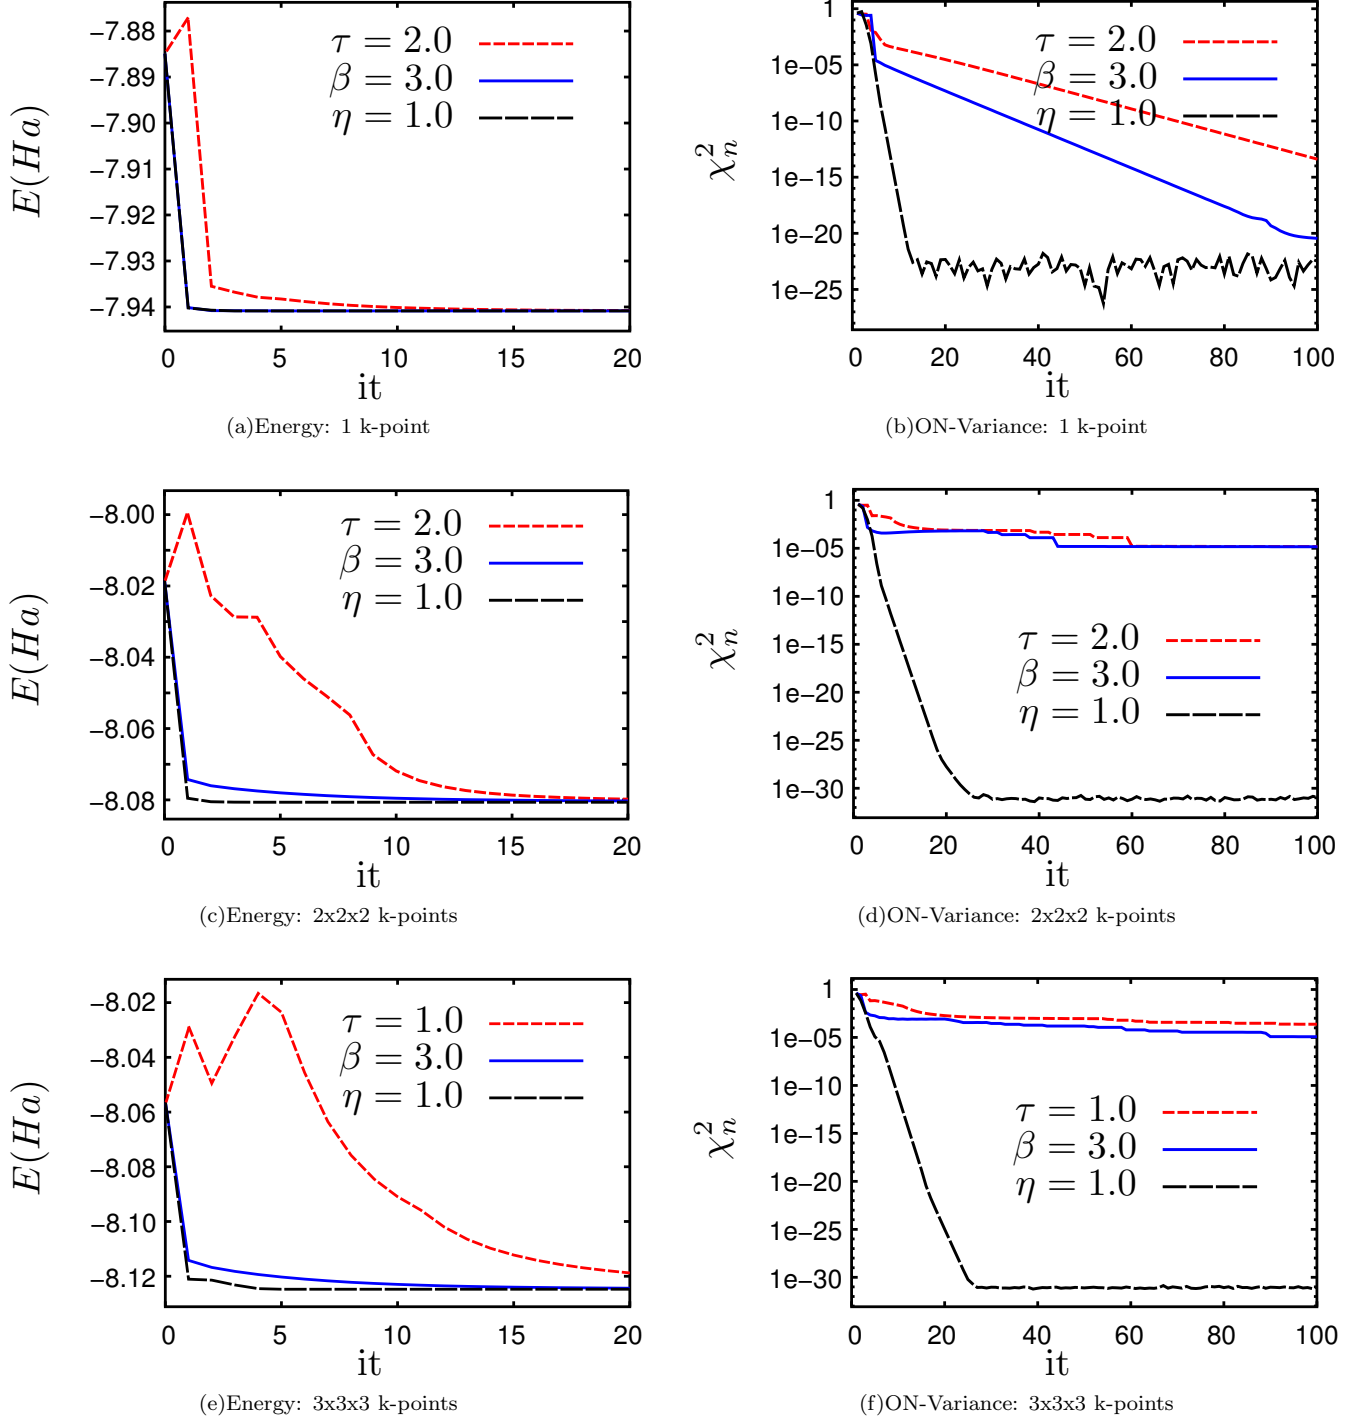 −7.88
−7.89
−7.90
−7.91
−7.92
−7.93
−7.94
E(Ha)
τ = 2.0
β = 3.0
η = 1.0
0 5 10 15 20
it
(a)Energy: 1 k-point
1
1e−05
1e−10
1e−15
1e−20
1e−25
χ²ₙ
τ = 2.0
β = 3.0
η = 1.0
0 20 40 60 80 100
it
(b)ON-Variance: 1 k-point
−8.00
−8.02
−8.04
−8.06
−8.08
E(Ha)
τ = 2.0
β = 3.0
η = 1.0
0 5 10 15 20
it
(c)Energy: 2x2x2 k-points
1
1e−05
1e−10
1e−15
1e−20
1e−25
1e−30
χ²ₙ
τ = 2.0
β = 3.0
η = 1.0
0 20 40 60 80 100
it
(d)ON-Variance: 2x2x2 k-points
−8.02
−8.04
−8.06
−8.08
−8.10
−8.12
E(Ha)
τ = 1.0
β = 3.0
η = 1.0
0 5 10 15 20
it
(e)Energy: 3x3x3 k-points
1
1e−05
1e−10
1e−15
1e−20
1e−25
1e−30
χ²ₙ
τ = 1.0
β = 3.0
η = 1.0
0 20 40 60 80 100
it
(f)ON-Variance: 3x3x3 k-points